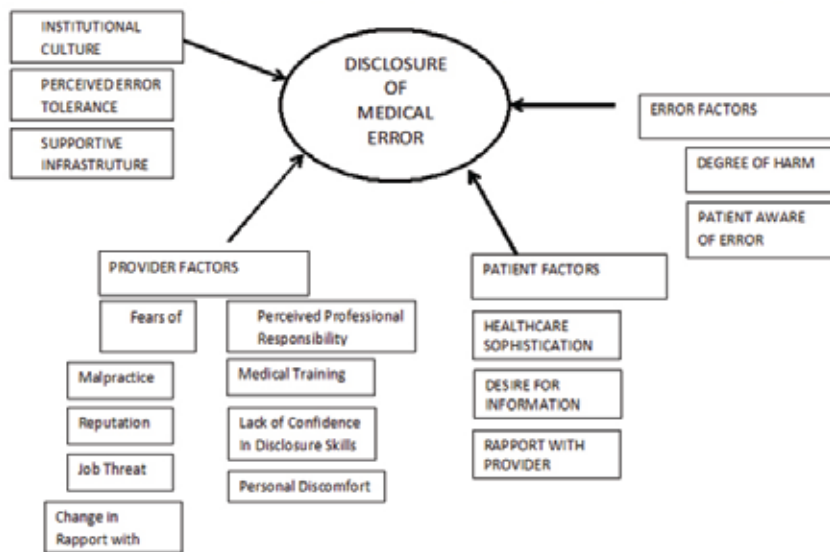 INSTITUTIONAL
CULTURE
PERCEIVED ERROR
TOLERANCE
SUPPORTIVE
INFRASTRUTURE
DISCLOSURE
OF
MEDICAL
ERROR
ERROR FACTORS
DEGREE OF HARM
PATIENT AWARE
OF ERROR
PROVIDER FACTORS
Fears of
Malpractice
Reputation
Job Threat
Change in
Rapport with
Perceived Professional
Responsibility
Medical Training
Lack of Confidence
In Disclosure Skills
Personal Discomfort
PATIENT FACTORS
HEALTHCARE
SOPHISTICATION
DESIRE FOR
INFORMATION
RAPPORT WITH
PROVIDER